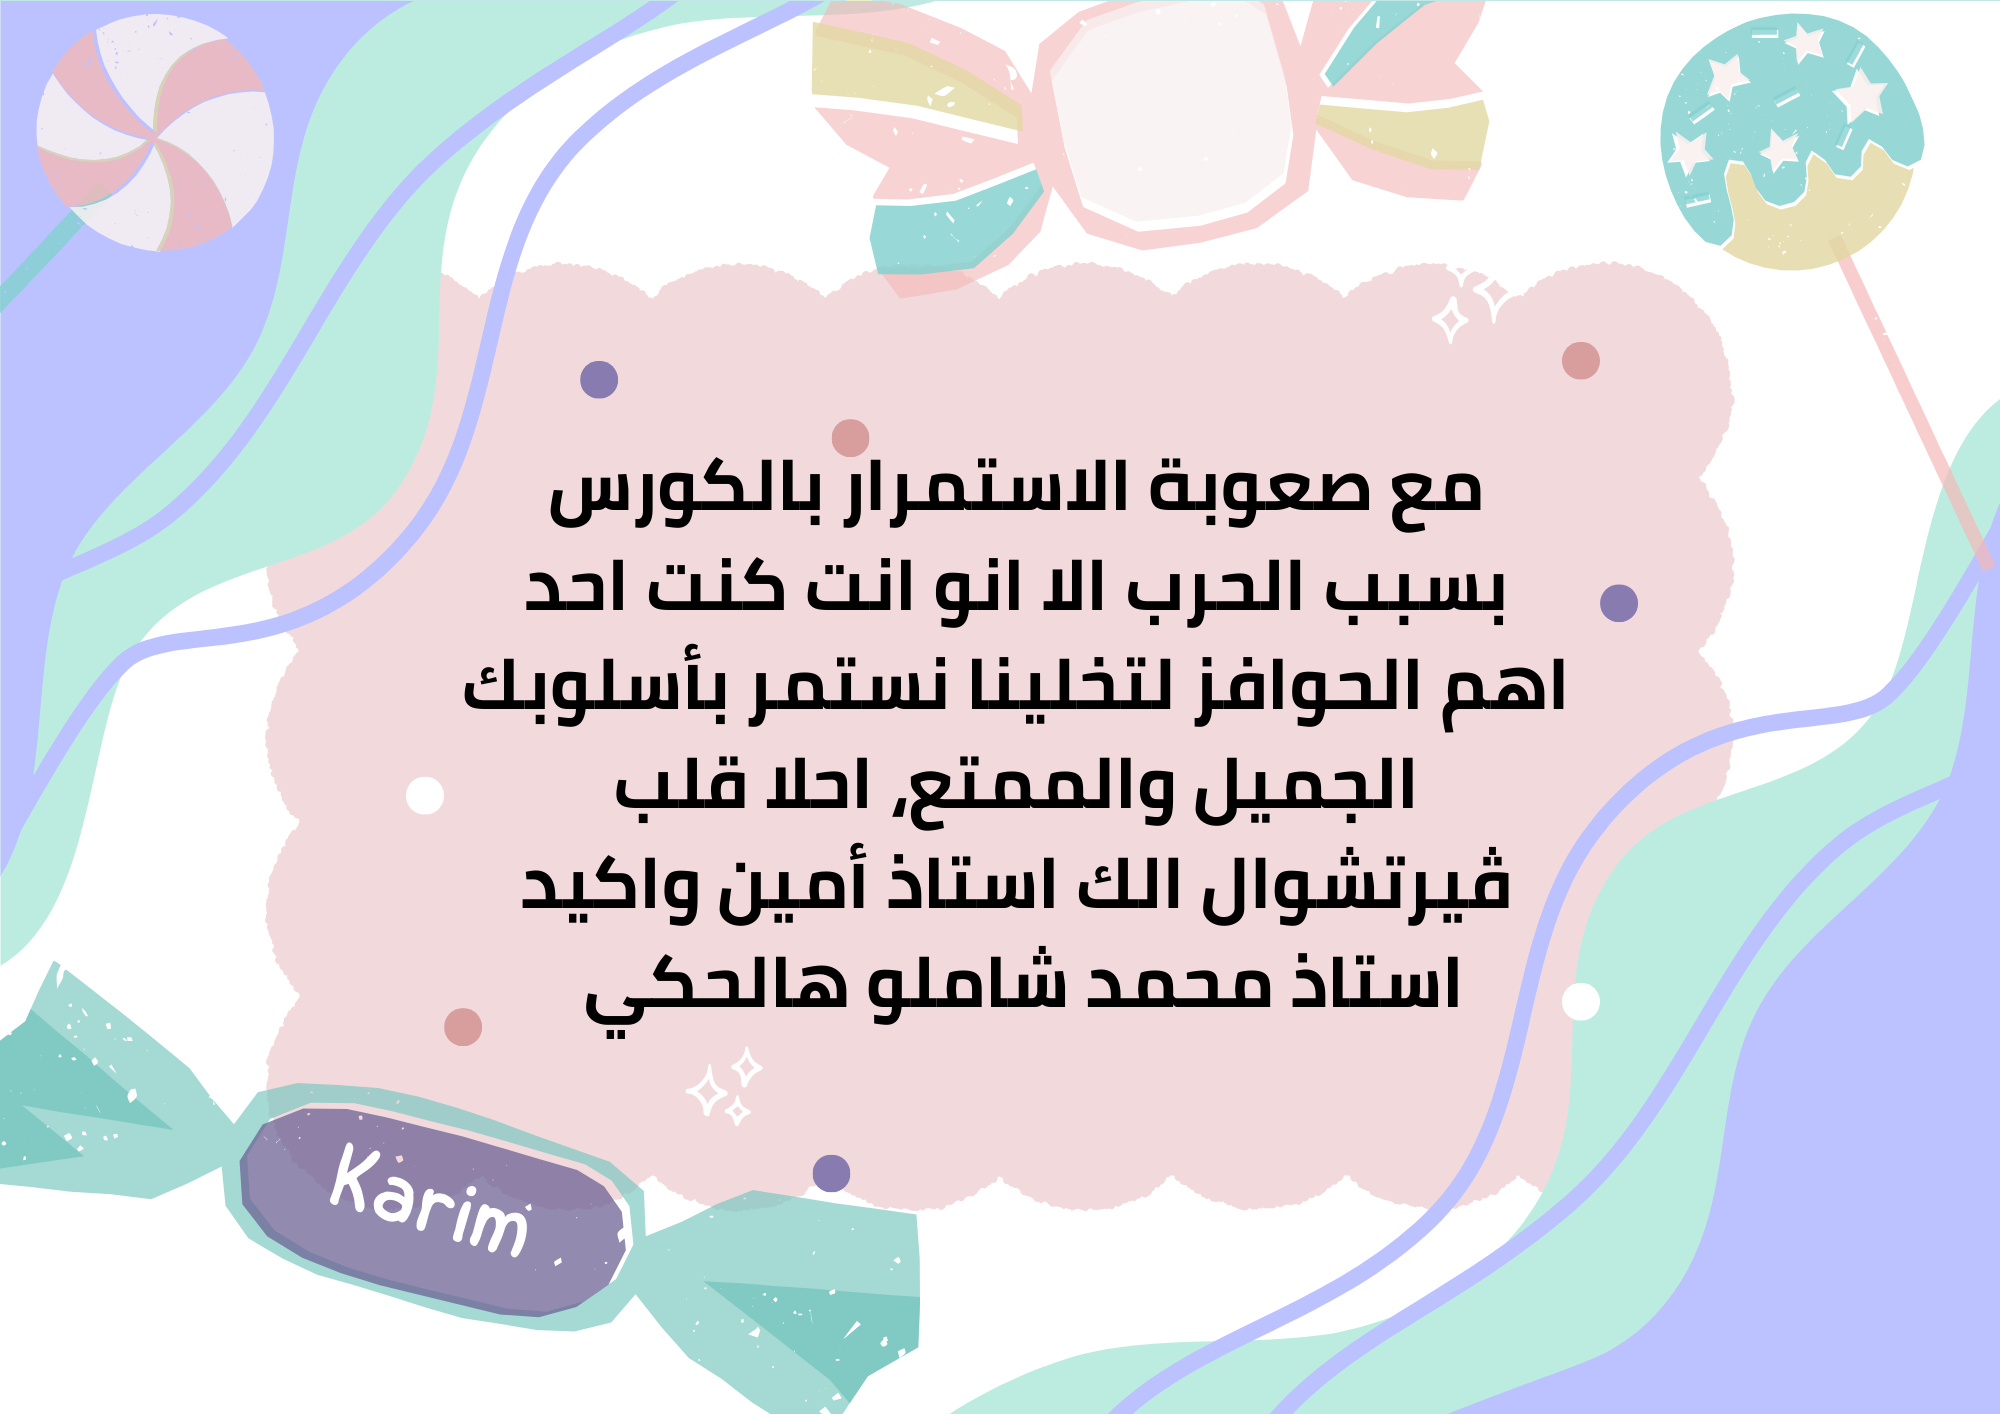 مع صعوبة الاستمرار بالكورس
بسبب الحرب الا انو انت كنت احد
اهم الحوافز لتخلينا نستمر بأسلوبك
الجميل والممتع، احلا قلب
ڤيرتشوال الك استاذ أمين واكيد
استاذ محمد شاملو هالحكي
Karim